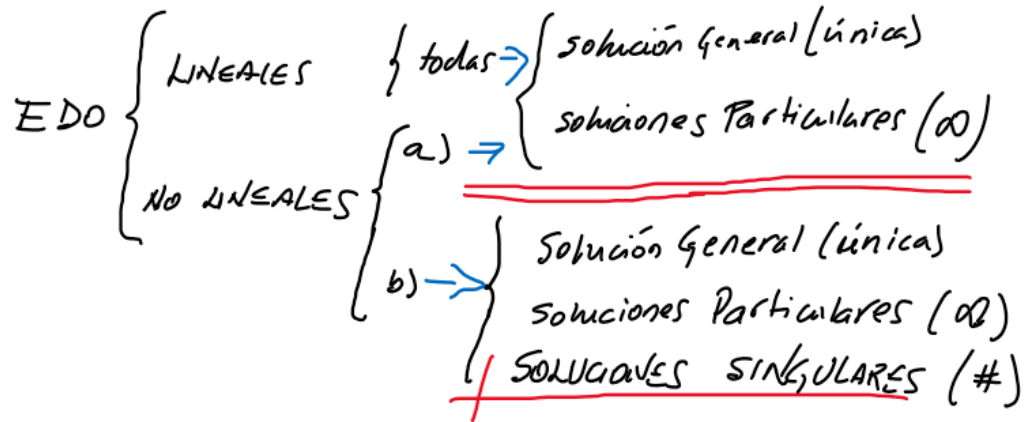 solución General (única)
LINEALES { todas →
EDO
soluciones Particulares (∞)
a) →
NO LINEALES
Solución General (única)
b) →
soluciones Particulares (∞)
SOLUCIONES SINGULARES (#)